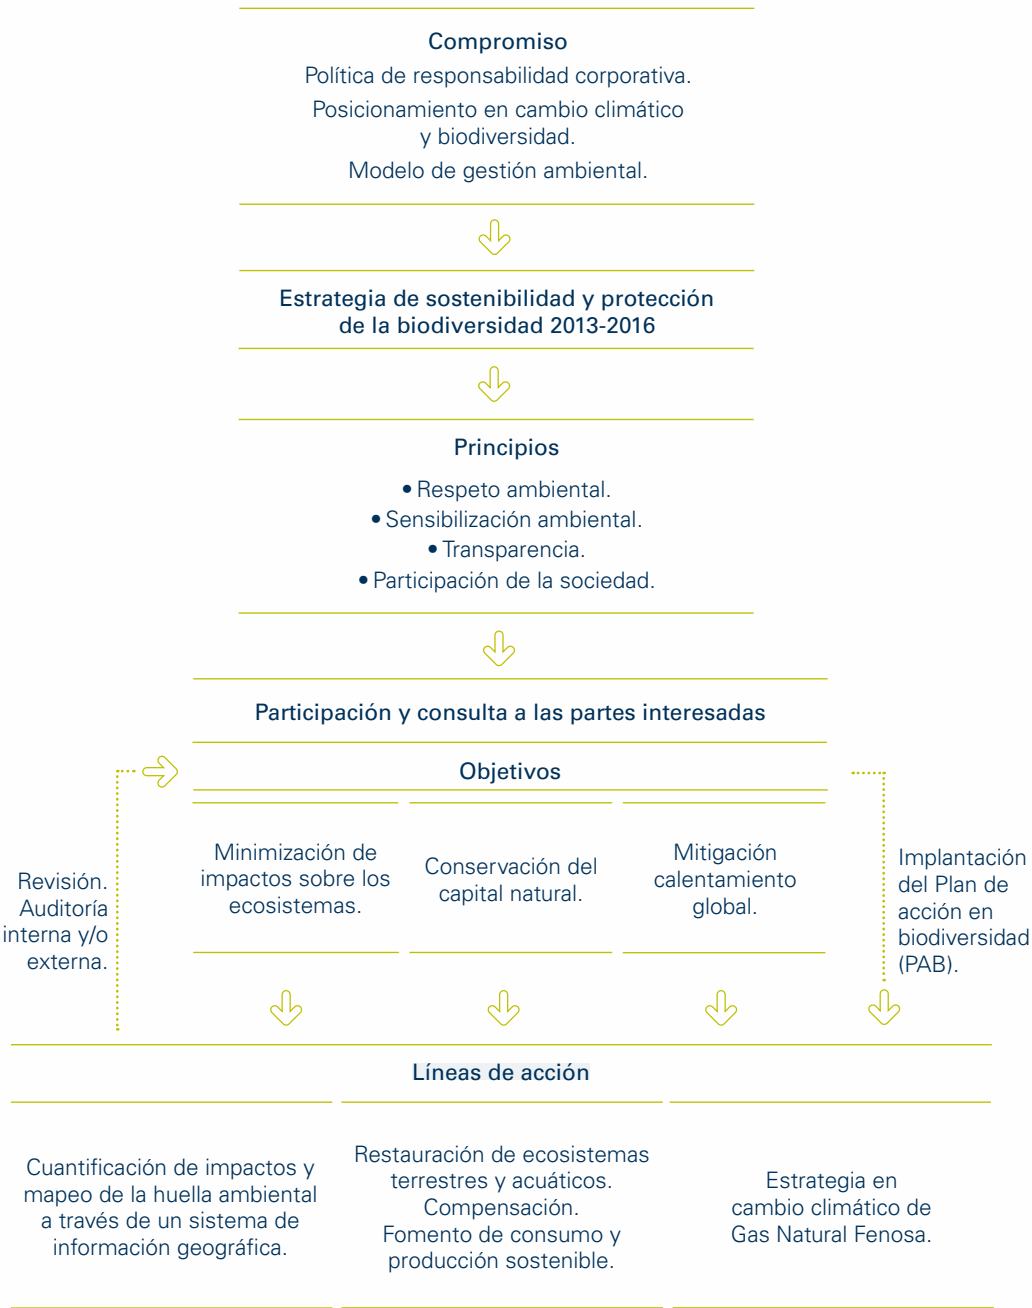 Compromiso
Política de responsabilidad corporativa.
Posicionamiento en cambio climático
y biodiversidad.
Modelo de gestión ambiental.
Estrategia de sostenibilidad y protección
de la biodiversidad 2013-2016
Principios
• Respeto ambiental.
• Sensibilización ambiental.
• Transparencia.
• Participación de la sociedad.
Participación y consulta a las partes interesadas
Objetivos
Minimización de
impactos sobre los
ecosistemas.
Conservación del
capital natural.
Mitigación
calentamiento
global.
Revisión.
Auditoría
interna y/o
externa.
Implantación
del Plan de
acción en
biodiversidad
(PAB).
Líneas de acción
Cuantificación de impactos y
mapeo de la huella ambiental
a través de un sistema de
información geográfica.
Restauración de ecosistemas
terrestres y acuáticos.
Compensación.
Fomento de consumo y
producción sostenible.
Estrategia en
cambio climático de
Gas Natural Fenosa.